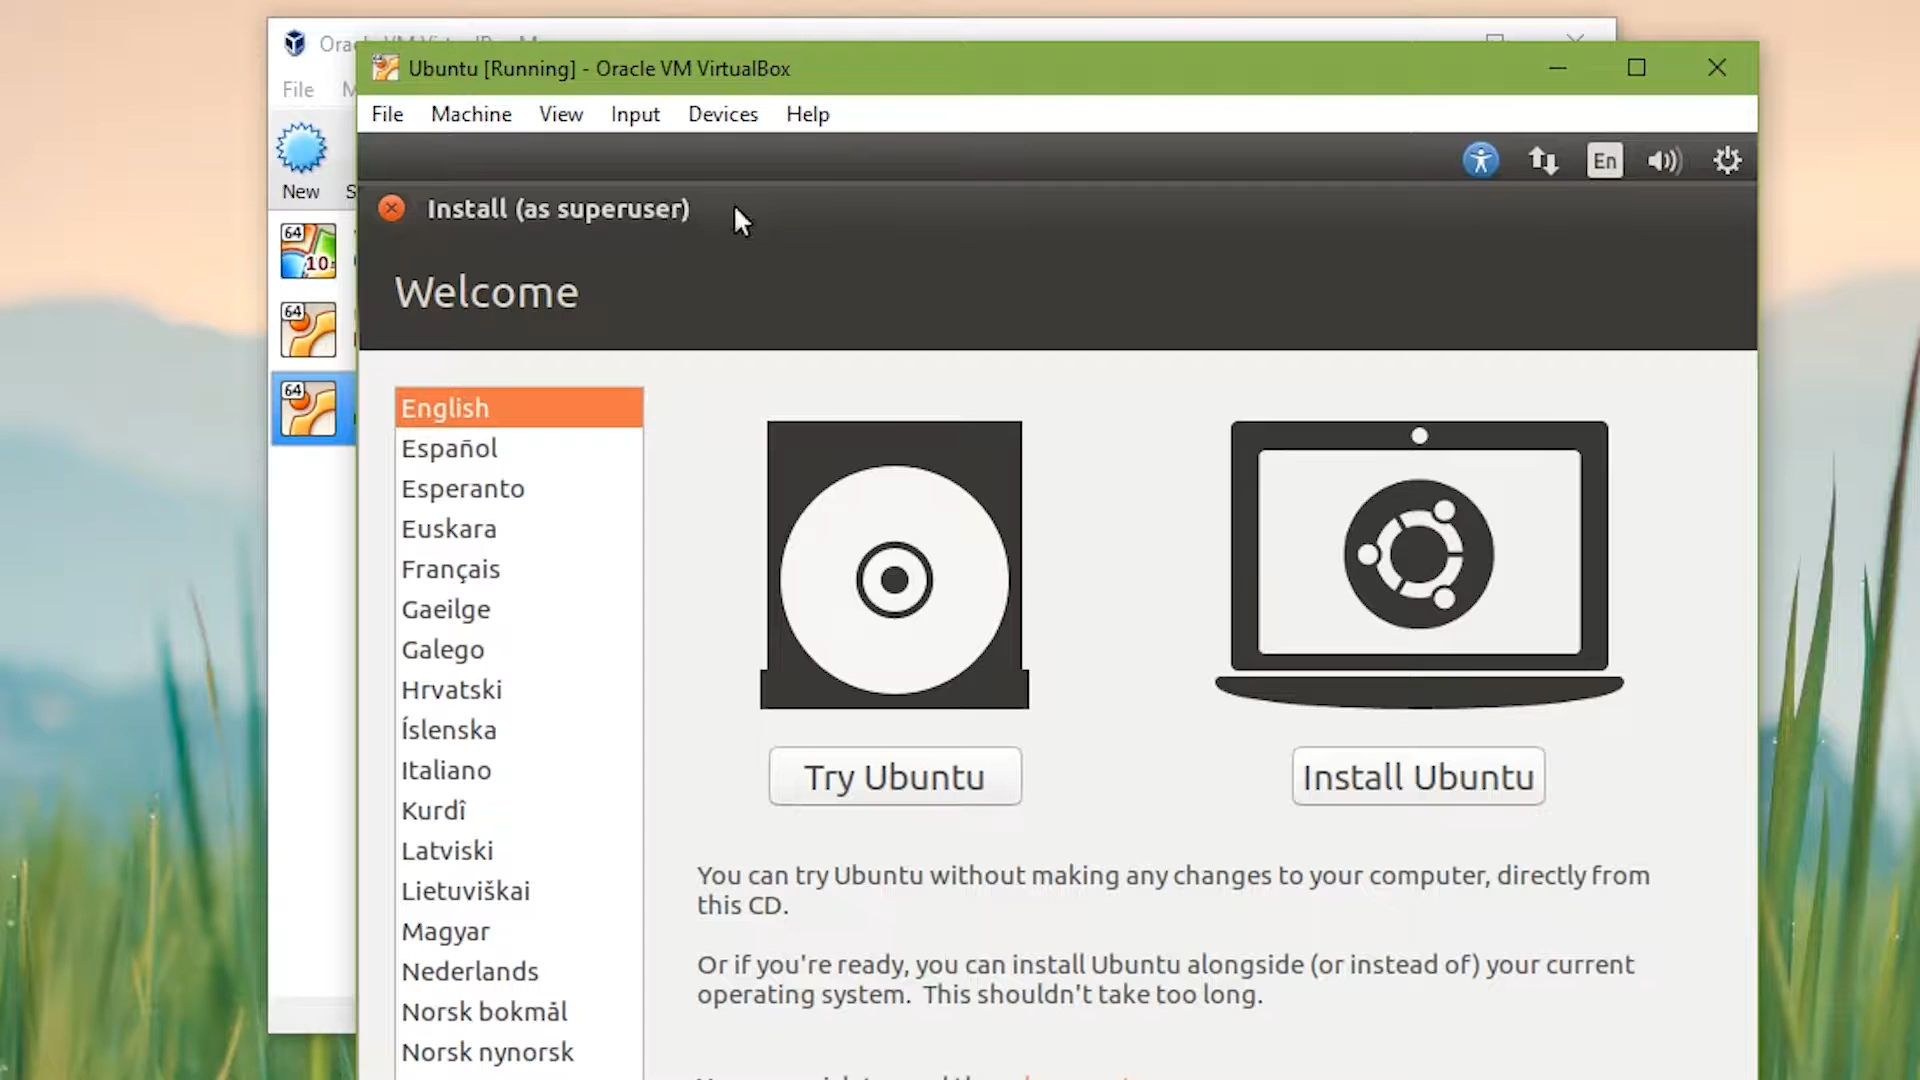 File
New
64
10
64
64
Ubuntu [Running] - Oracle VM VirtualBox
File Machine View Input Devices Help
En
Install (as superuser)
Welcome
English
Español
Esperanto
Euskara
Français
Gaeilge
Galego
Hrvatski
Íslenska
Italiano
Kurdî
Latviski
Lietuviškai
Magyar
Nederlands
Norsk bokmål
Norsk nynorsk
Try Ubuntu
Install Ubuntu
You can try Ubuntu without making any changes to your computer, directly from
this CD.
Or if you're ready, you can install Ubuntu alongside (or instead of) your current
operating system. This shouldn't take too long.